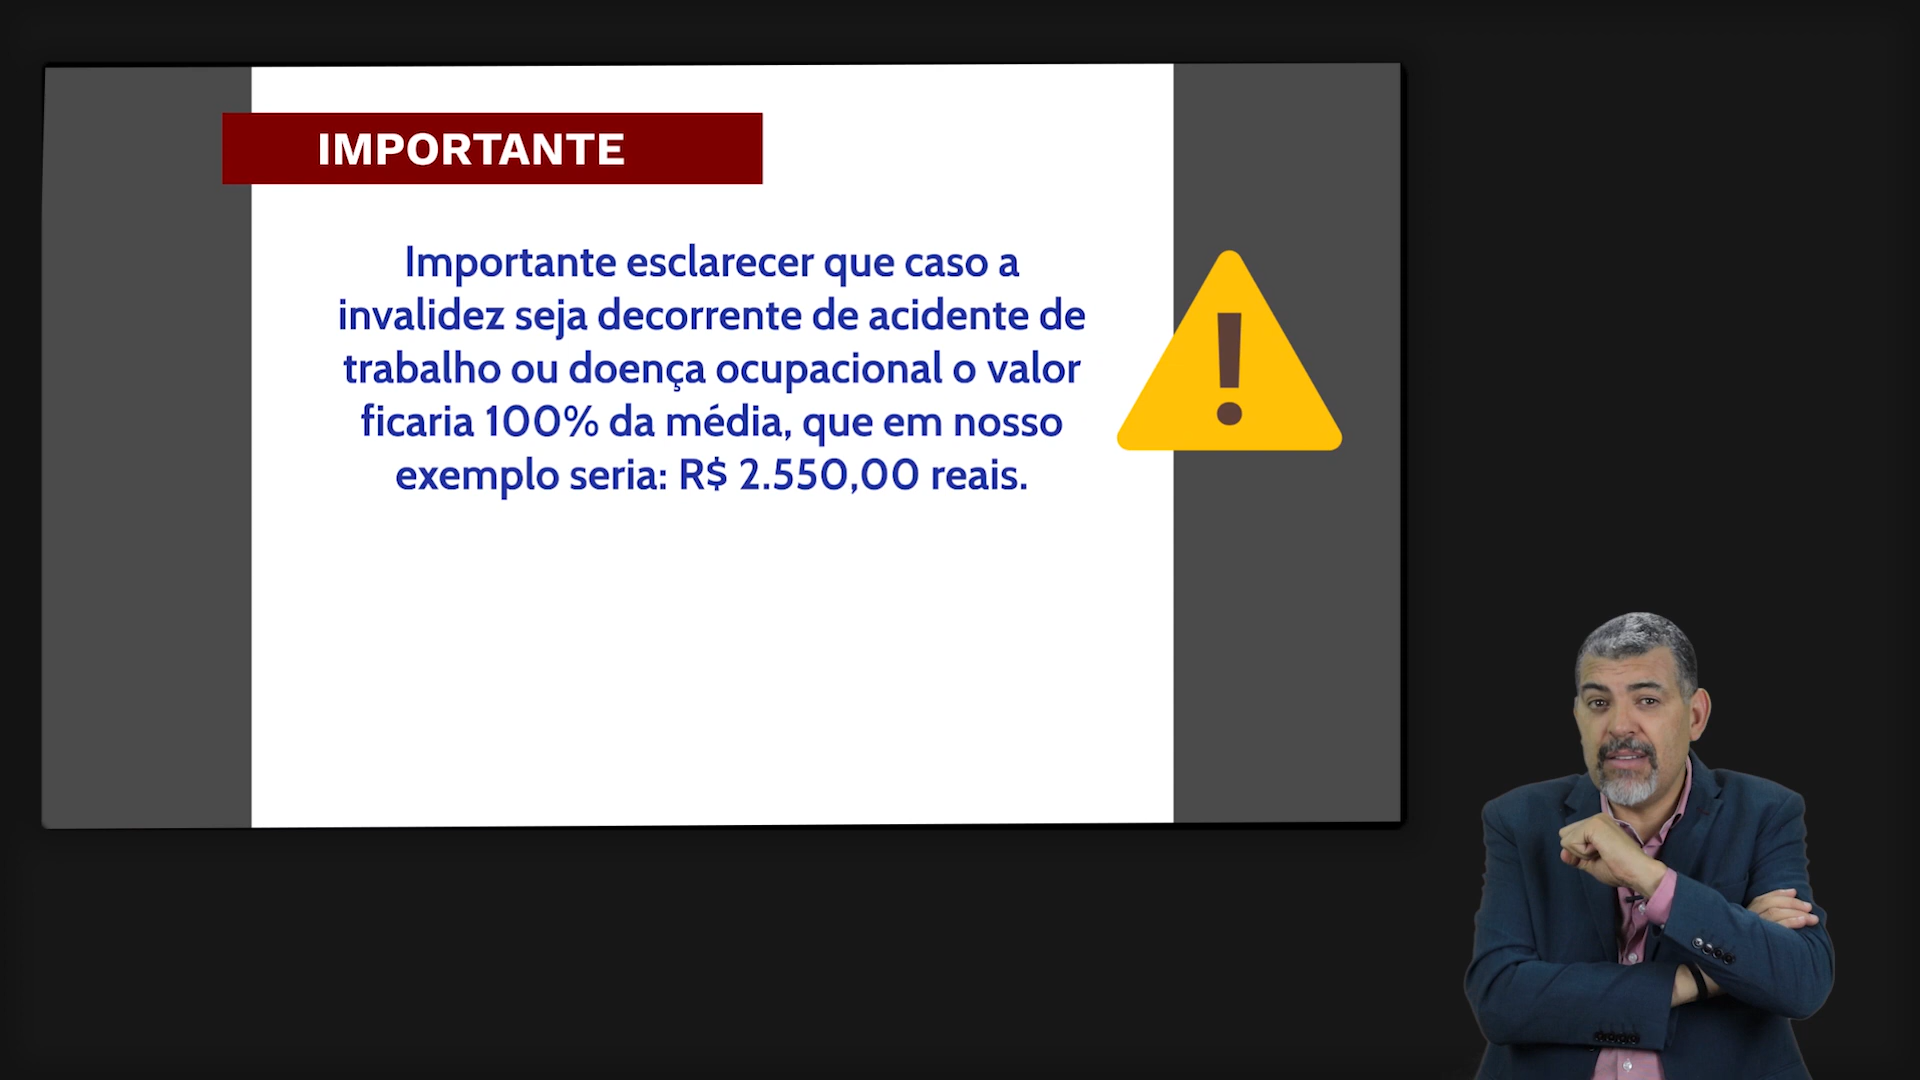 IMPORTANTE
Importante esclarecer que caso a
invalidez seja decorrente de acidente de
trabalho ou doença ocupacional o valor
ficaria 100% da média, que em nosso
exemplo seria: R$ 2.550,00 reais.